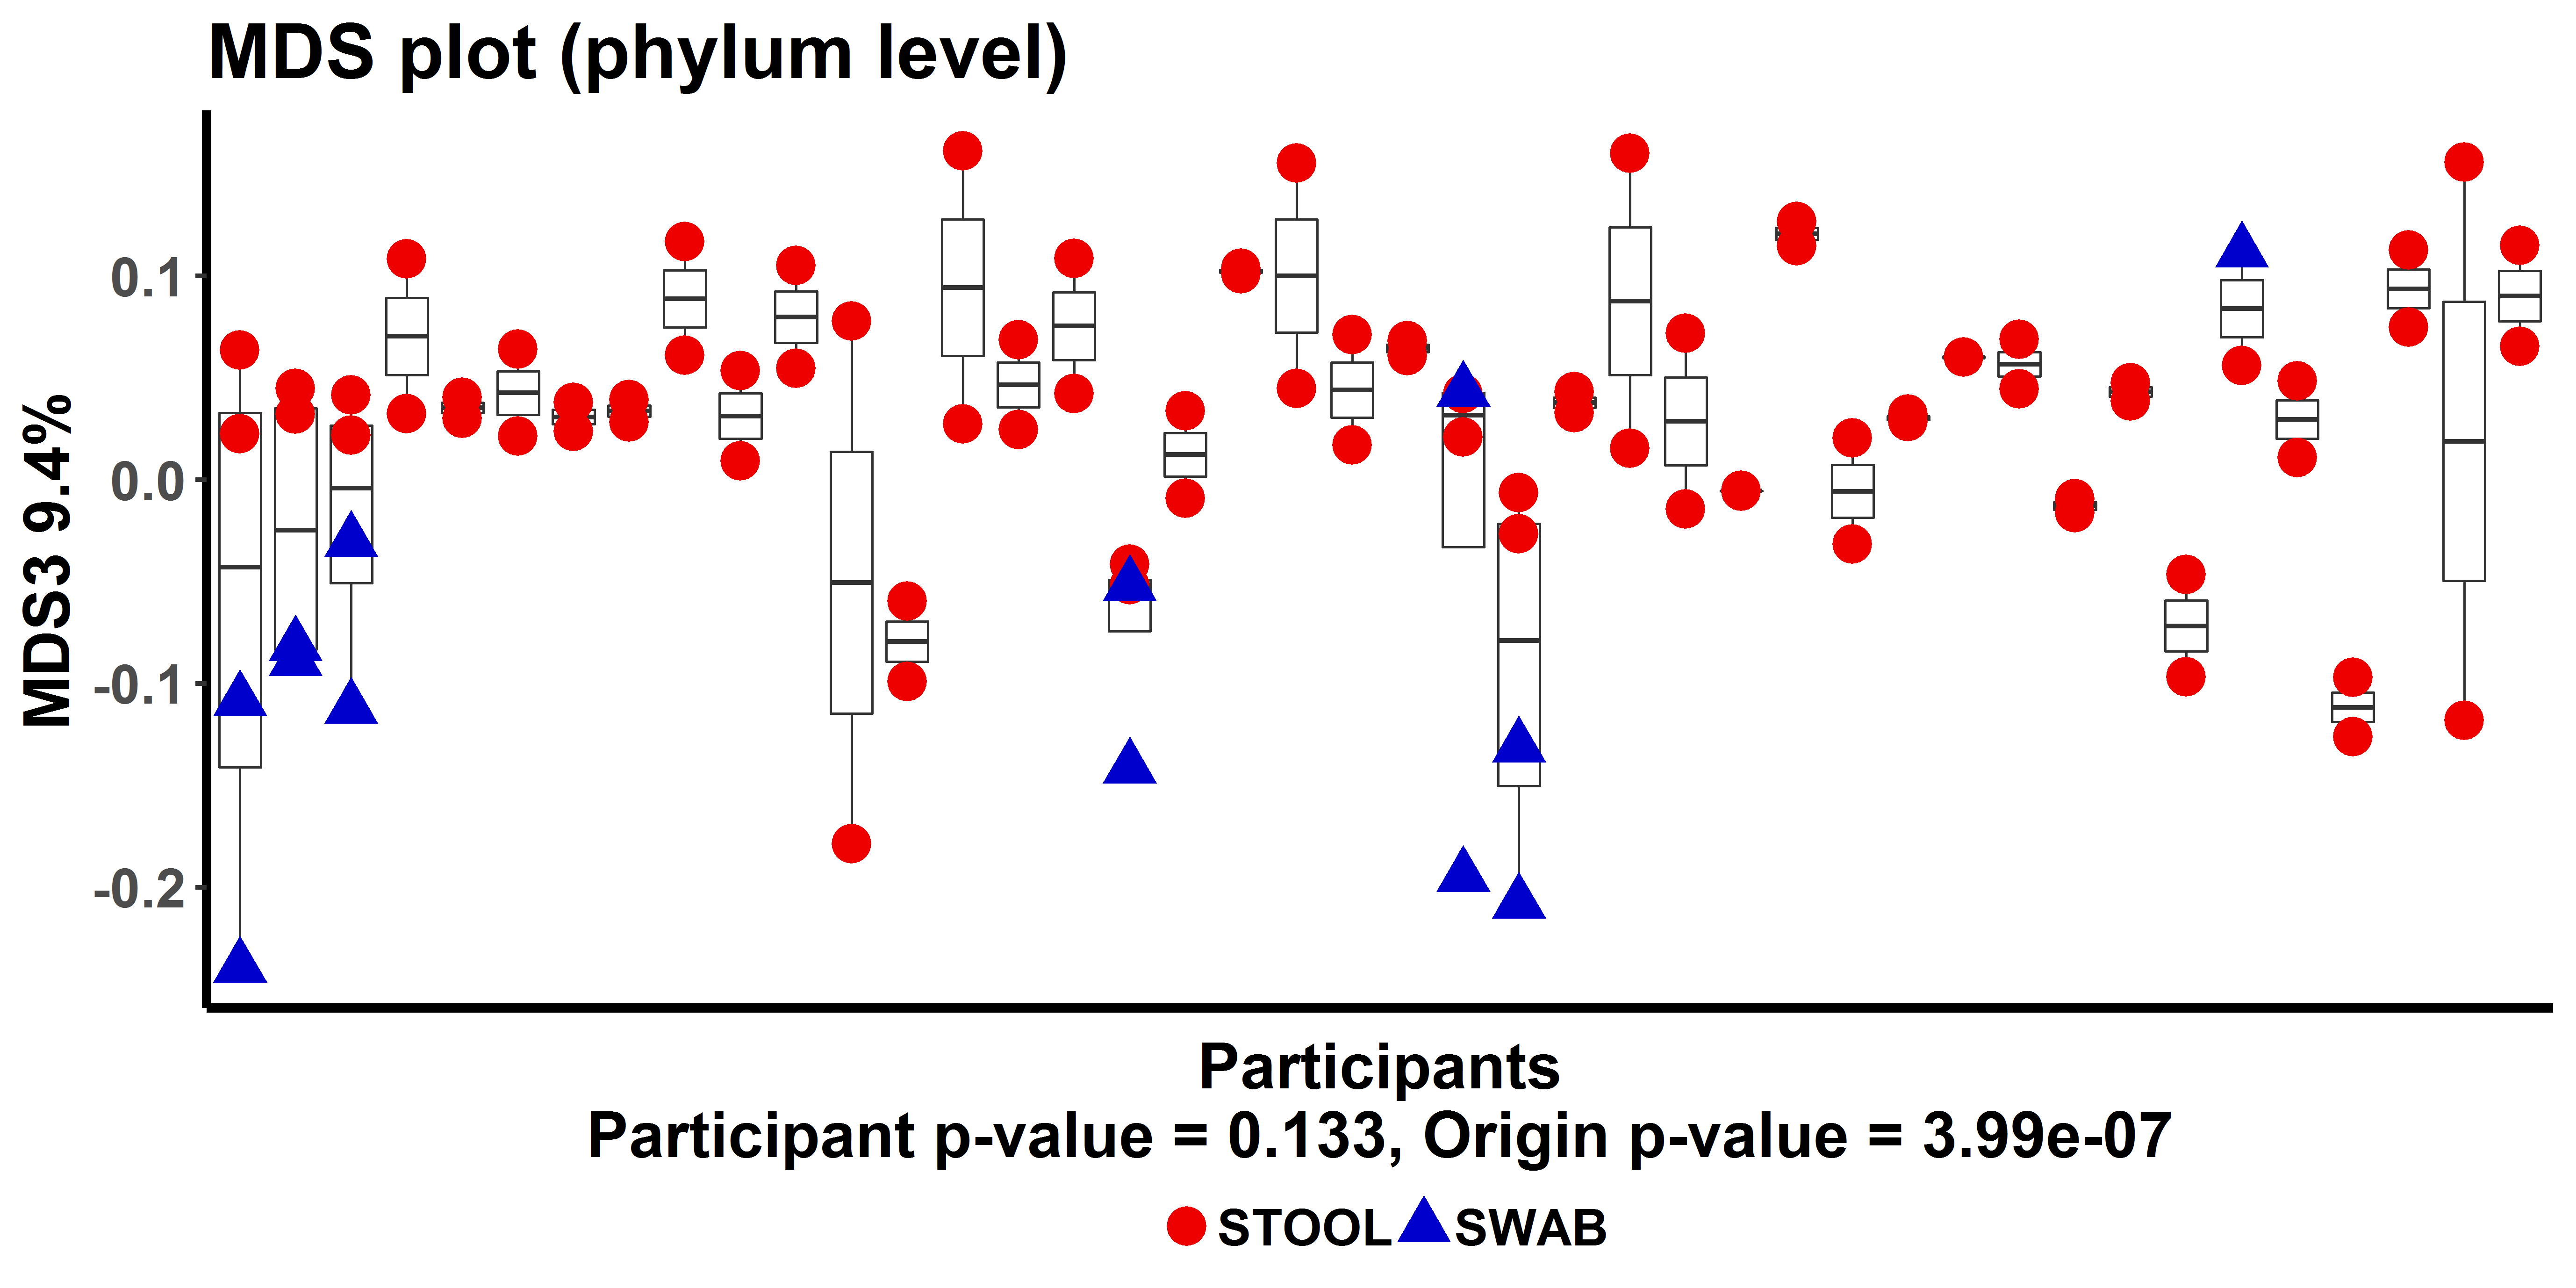 MDS plot (phylum level)
MDS3 9.4%
0.1
0.0
-0.1
-0.2
Participants
Participant p-value = 0.133, Origin p-value = 3.99e-07
STOOL SWAB